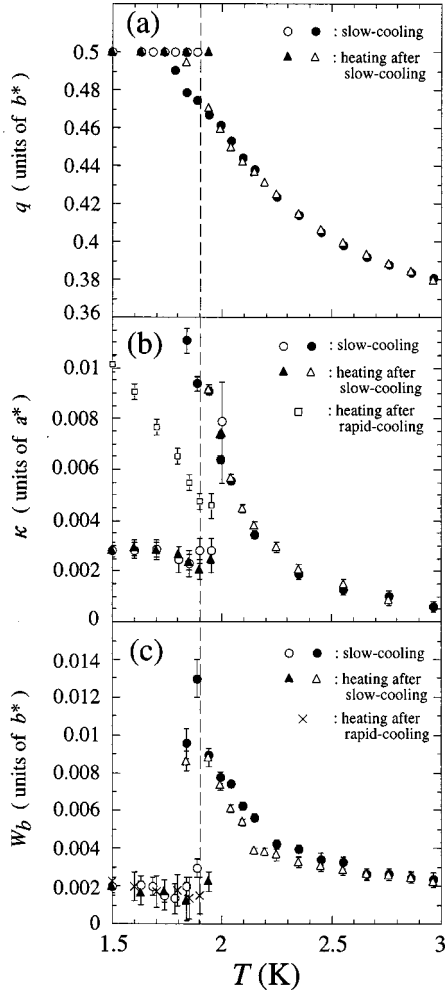 (a)
○ ● : slow-cooling
▲ △ : heating after
slow-cooling
q ( units of b* )
0.5
0.48
0.46
0.44
0.42
0.4
0.38
0.36
(b)
○ ● : slow-cooling
▲ △ : heating after
slow-cooling
□ : heating after
rapid-cooling
κ ( units of a* )
0.01
0.008
0.006
0.004
0.002
0
(c)
○ ● : slow-cooling
▲ △ : heating after
slow-cooling
× : heating after
rapid-cooling
W_b ( units of b* )
0.014
0.012
0.01
0.008
0.006
0.004
0.002
0
1.5 2 2.5 3
T (K)